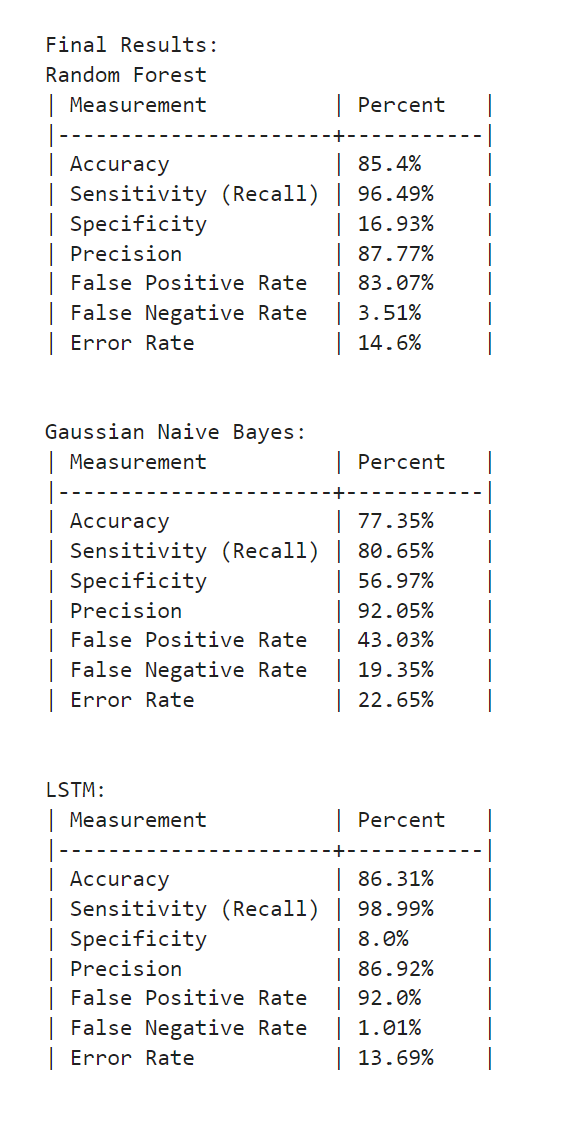 Final Results:
Random Forest
| Measurement          | Percent   |
|----------------------+-----------|
| Accuracy             | 85.4%     |
| Sensitivity (Recall) | 96.49%    |
| Specificity          | 16.93%    |
| Precision            | 87.77%    |
| False Positive Rate  | 83.07%    |
| False Negative Rate  | 3.51%     |
| Error Rate           | 14.6%     |
Gaussian Naive Bayes:
| Measurement          | Percent   |
|----------------------+-----------|
| Accuracy             | 77.35%    |
| Sensitivity (Recall) | 80.65%    |
| Specificity          | 56.97%    |
| Precision            | 92.05%    |
| False Positive Rate  | 43.03%    |
| False Negative Rate  | 19.35%    |
| Error Rate           | 22.65%    |
LSTM:
| Measurement          | Percent   |
|----------------------+-----------|
| Accuracy             | 86.31%    |
| Sensitivity (Recall) | 98.99%    |
| Specificity          | 8.0%      |
| Precision            | 86.92%    |
| False Positive Rate  | 92.0%     |
| False Negative Rate  | 1.01%     |
| Error Rate           | 13.69%    |